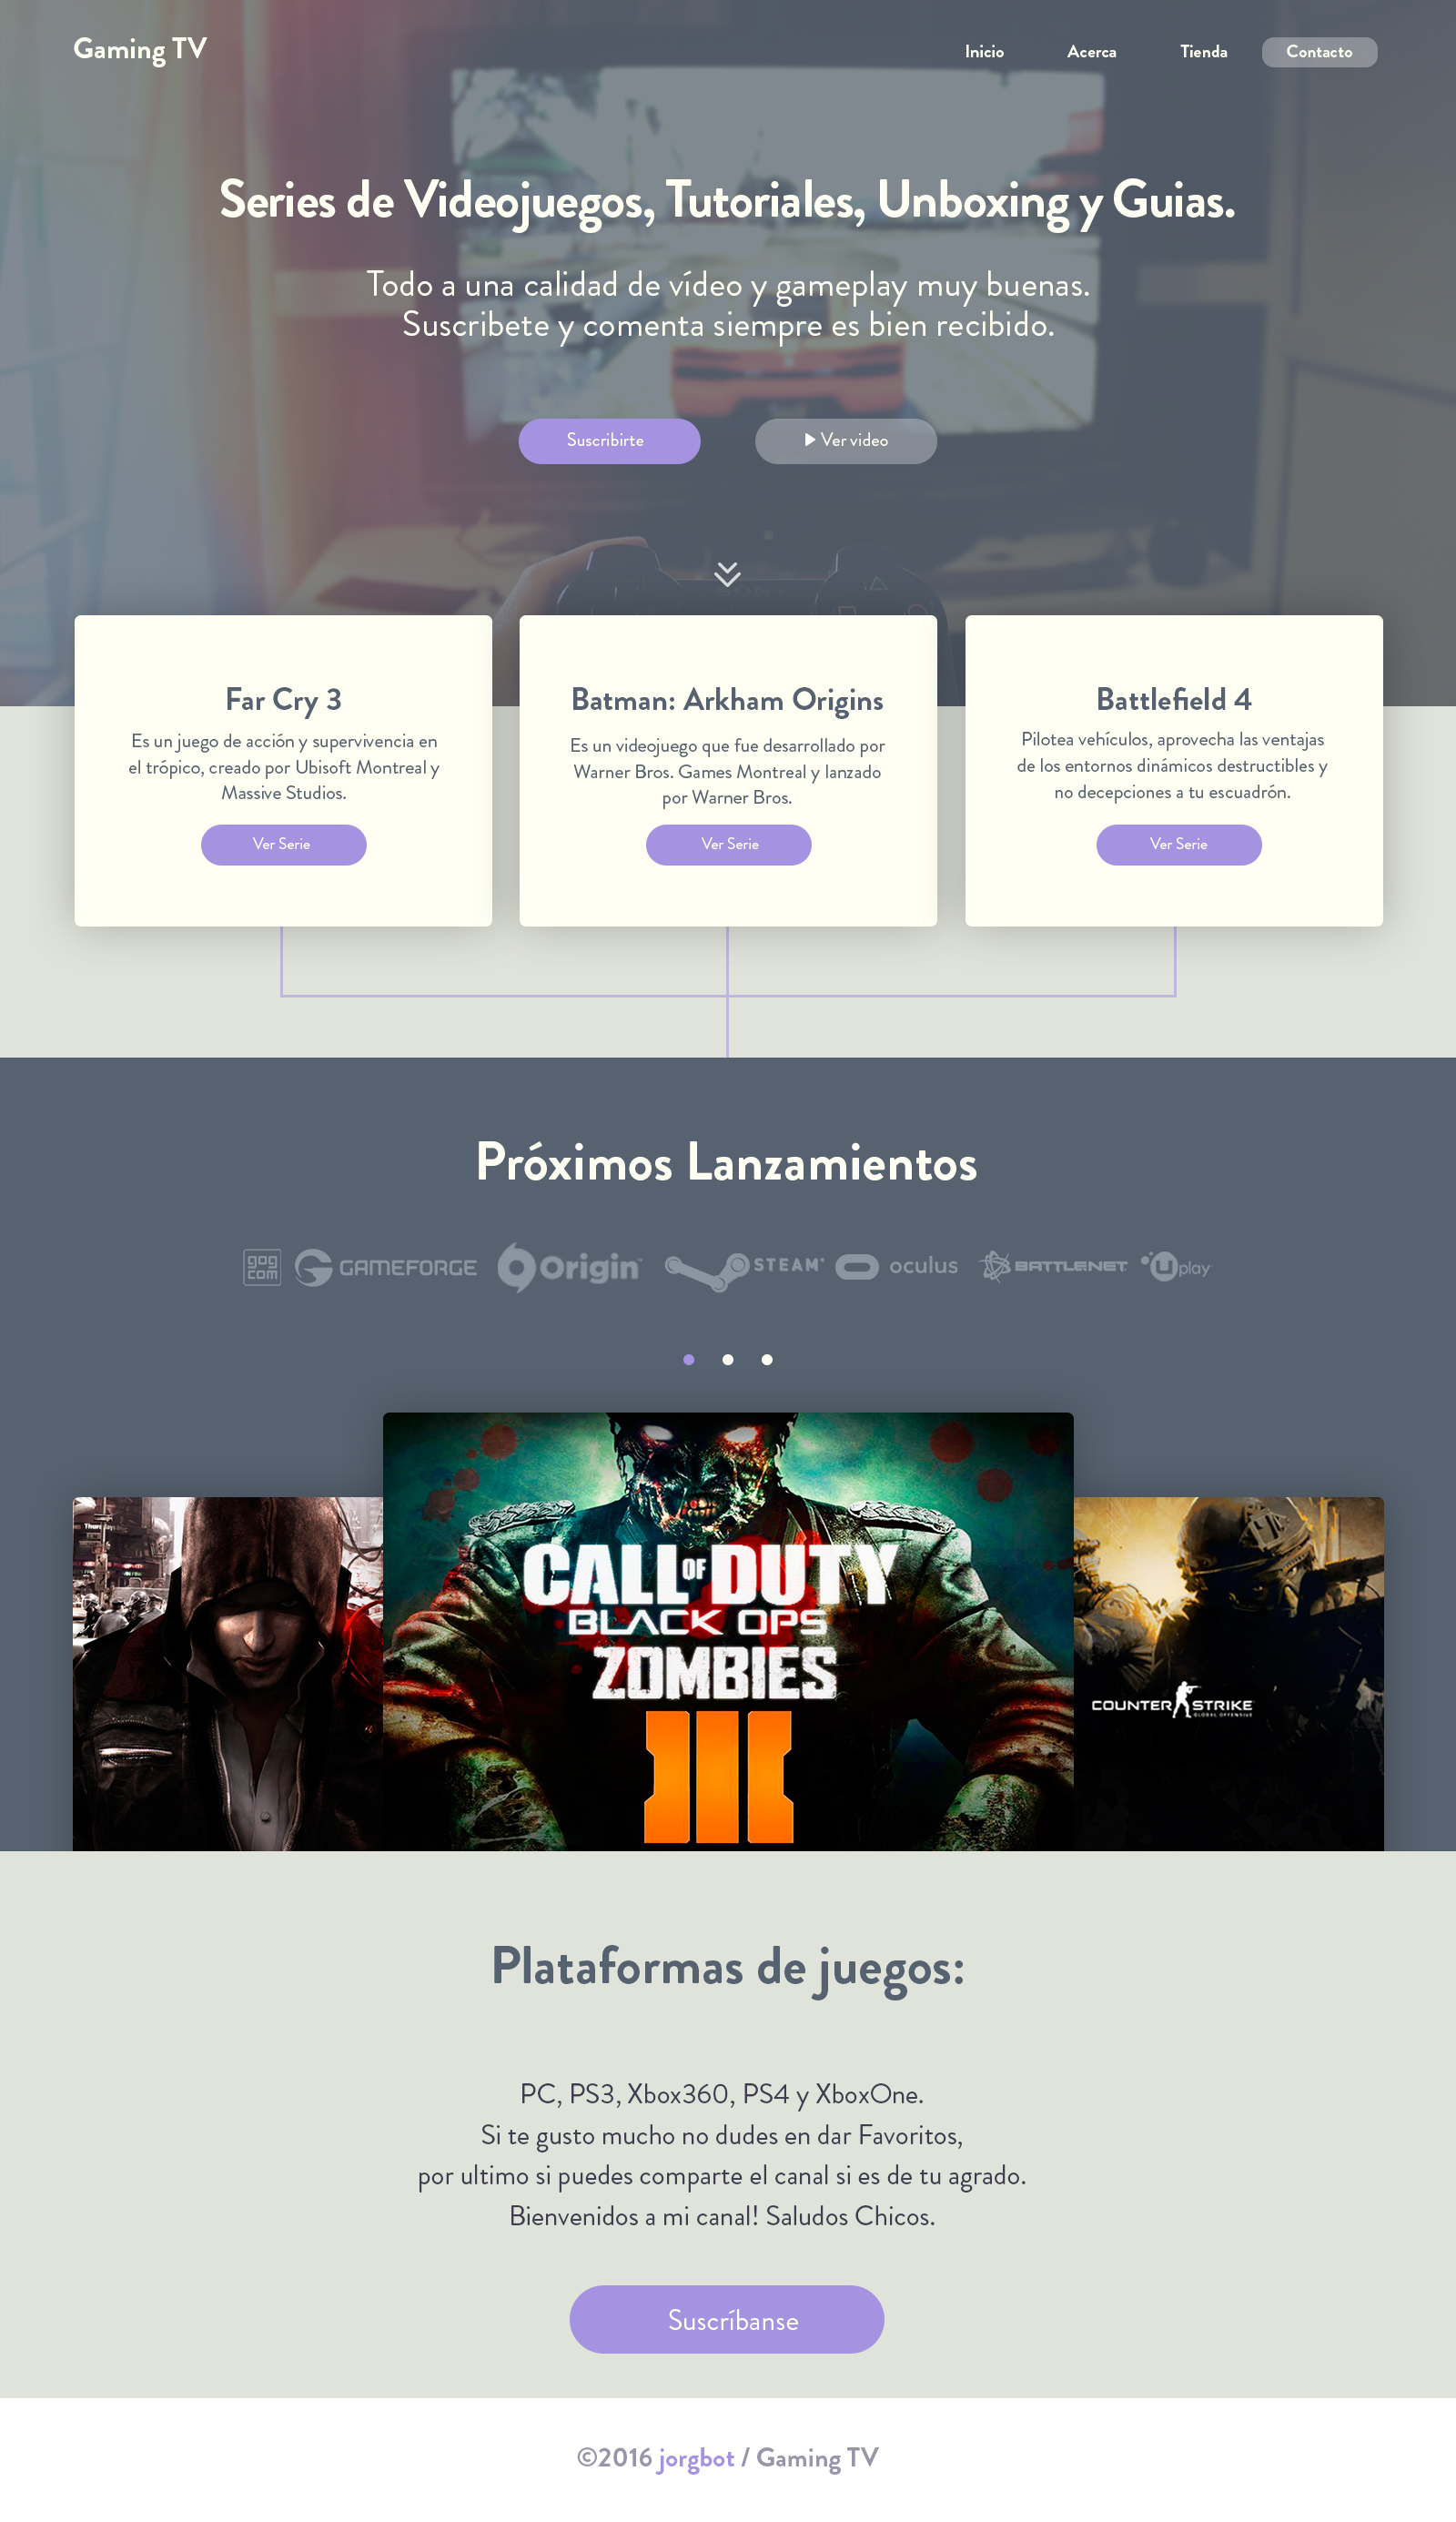 Gaming TV
Inicio
Acerca
Tienda
Contacto
Series de Videojuegos, Tutoriales, Unboxing y Guias.
Todo a una calidad de vídeo y gameplay muy buenas.
Suscribete y comenta siempre es bien recibido.
Suscribirte
Ver video
SONY
Far Cry 3
Es un juego de acción y supervivencia en
el trópico, creado por Ubisoft Montreal y
Massive Studios.
Ver Serie
Batman: Arkham Origins
Es un videojuego que fue desarrollado por
Warner Bros. Games Montreal y lanzado
por Warner Bros.
Ver Serie
Battlefield 4
Pilotea vehículos, aprovecha las ventajas
de los entornos dinámicos destructibles y
no decepciones a tu escuadrón.
Ver Serie
Próximos Lanzamientos
gog
com
GAMEFORGE
Origin
STEAM
oculus
BATTLE.NET
Uplay
CALL OF DUTY
BLACK OPS
ZOMBIES
III
COUNTER STRIKE
GLOBAL OFFENSIVE
Plataformas de juegos:
PC, PS3, Xbox360, PS4 y XboxOne.
Si te gusto mucho no dudes en dar Favoritos,
por ultimo si puedes comparte el canal si es de tu agrado.
Bienvenidos a mi canal! Saludos Chicos.
Suscríbanse
©2016 jorgbot / Gaming TV